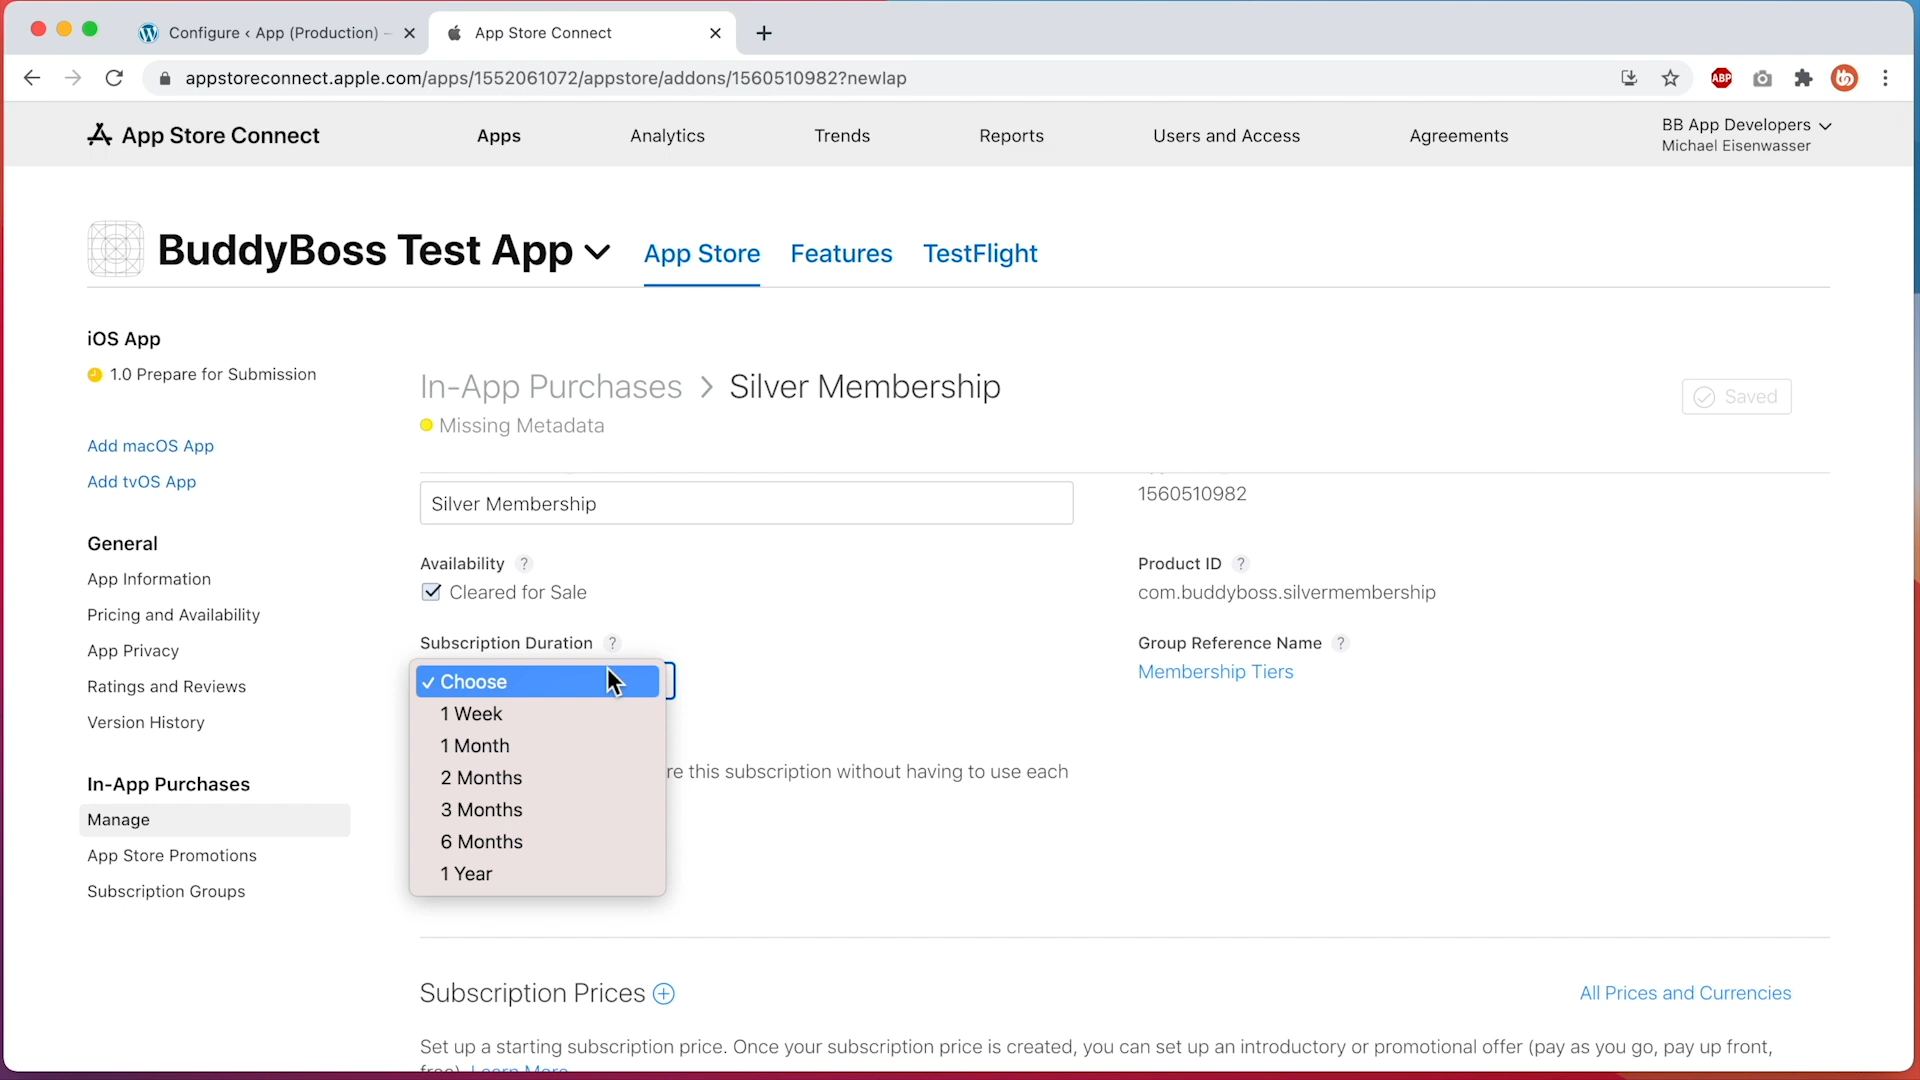 Configure ‹ App (Production) –
App Store Connect
appstoreconnect.apple.com/apps/1552061072/appstore/addons/1560510982?newlap
ABP
App Store Connect
Apps
Analytics
Trends
Reports
Users and Access
Agreements
BB App Developers
Michael Eisenwasser
BuddyBoss Test App
App Store
Features
TestFlight
iOS App
1.0 Prepare for Submission
Add macOS App
Add tvOS App
General
App Information
Pricing and Availability
App Privacy
Ratings and Reviews
Version History
In-App Purchases
Manage
App Store Promotions
Subscription Groups
In-App Purchases > Silver Membership
Missing Metadata
Saved
Silver Membership
1560510982
Availability ?
Cleared for Sale
Product ID ?
com.buddyboss.silvermembership
Subscription Duration ?
Group Reference Name ?
Membership Tiers
✓ Choose
1 Week
1 Month
2 Months
3 Months
6 Months
1 Year
re this subscription without having to use each
Subscription Prices
All Prices and Currencies
Set up a starting subscription price. Once your subscription price is created, you can set up an introductory or promotional offer (pay as you go, pay up front,
free). Learn More